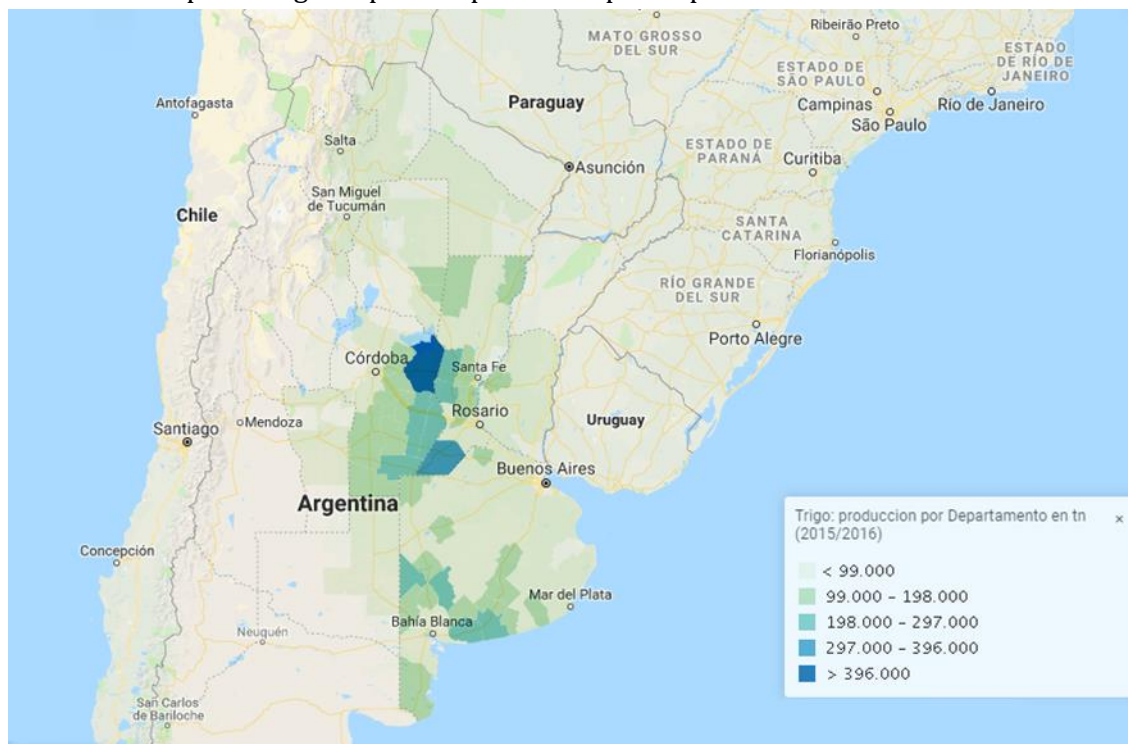 MATO GROSSO
DEL SUR
Ribeirão Preto
ESTADO DE
SÃO PAULO
ESTADO
DE RÍO DE
JANEIRO
Antofagasta
Paraguay
Campinas
Río de Janeiro
São Paulo
Salta
ESTADO DE
PARANÁ
Curitiba
Asunción
San Miguel
de Tucumán
Chile
SANTA
CATARINA
Florianópolis
RÍO GRANDE
DEL SUR
Porto Alegre
Córdoba
Santa Fe
Rosario
Uruguay
Mendoza
Santiago
Buenos Aires
Argentina
Concepción
Mar del Plata
Bahía Blanca
Neuquén
San Carlos
de Bariloche
Trigo: produccion por Departamento en tn ×
(2015/2016)
< 99.000
99.000 – 198.000
198.000 – 297.000
297.000 – 396.000
> 396.000